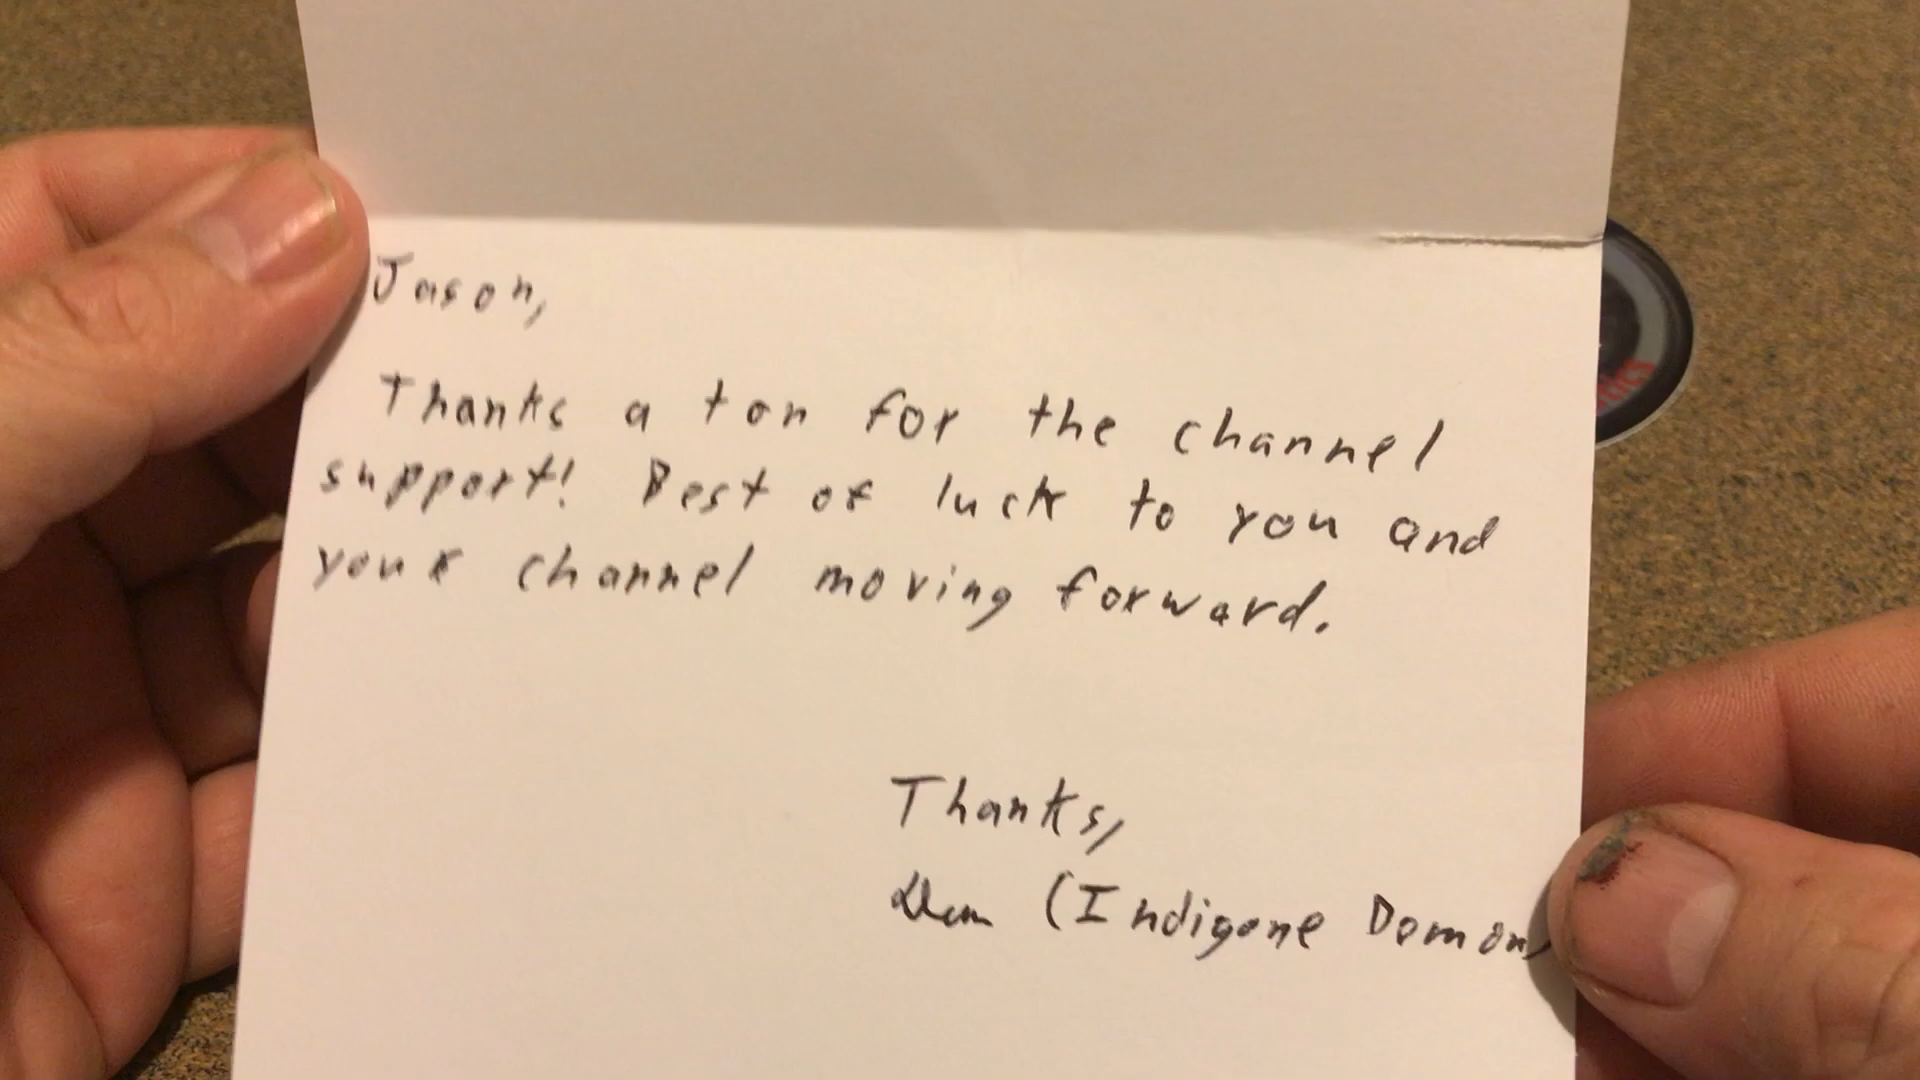 Jason,
Thanks a ton for the channel
support! Best of luck to you and
your channel moving forward.
Thanks,
(Indigone Domon)